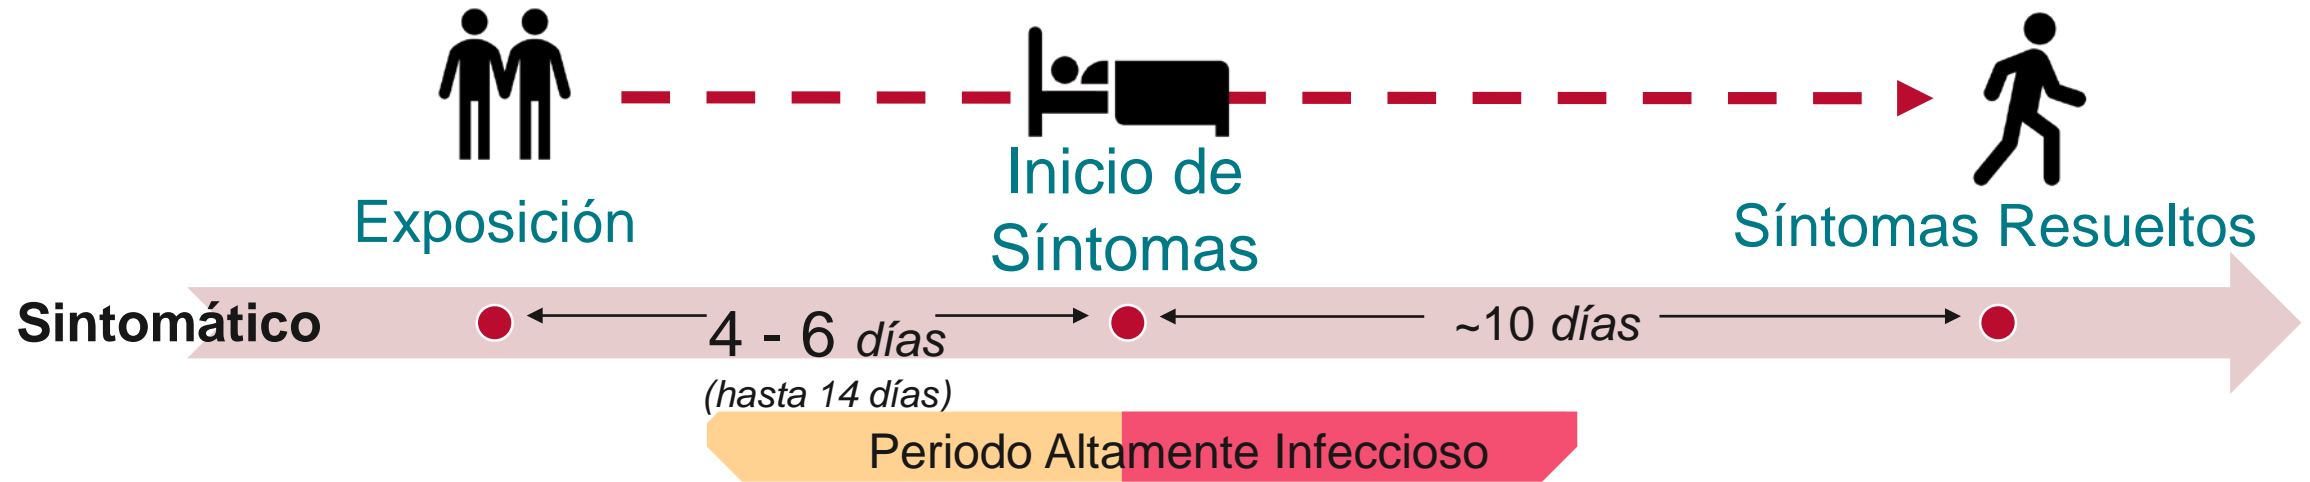 Exposición
Inicio de
Síntomas
Síntomas Resueltos
Sintomático
4 - 6 días
(hasta 14 días)
~10 días
Periodo Altamente Infeccioso